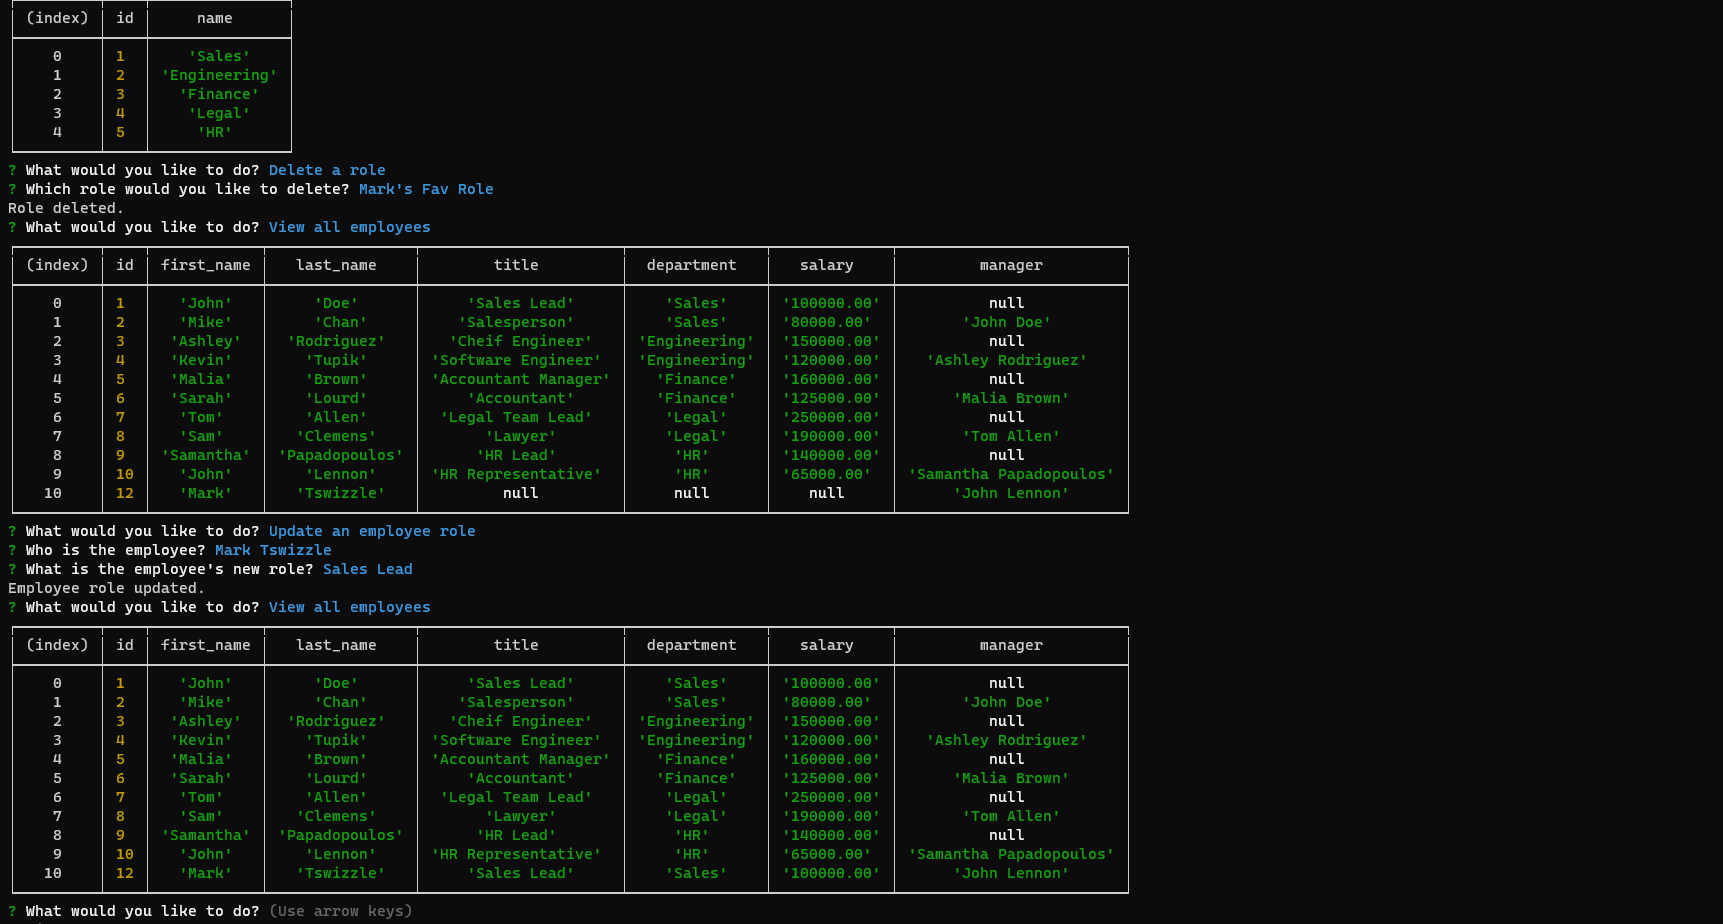 (index) id name
0 1 'Sales'
1 2 'Engineering'
2 3 'Finance'
3 4 'Legal'
4 5 'HR'
? What would you like to do? Delete a role
? Which role would you like to delete? Mark's Fav Role
Role deleted.
? What would you like to do? View all employees
(index) id first_name last_name title department salary manager
0 1 'John' 'Doe' 'Sales Lead' 'Sales' '100000.00' null
1 2 'Mike' 'Chan' 'Salesperson' 'Sales' '80000.00' 'John Doe'
2 3 'Ashley' 'Rodriguez' 'Cheif Engineer' 'Engineering' '150000.00' null
3 4 'Kevin' 'Tupik' 'Software Engineer' 'Engineering' '120000.00' 'Ashley Rodriguez'
4 5 'Malia' 'Brown' 'Accountant Manager' 'Finance' '160000.00' null
5 6 'Sarah' 'Lourd' 'Accountant' 'Finance' '125000.00' 'Malia Brown'
6 7 'Tom' 'Allen' 'Legal Team Lead' 'Legal' '250000.00' null
7 8 'Sam' 'Clemens' 'Lawyer' 'Legal' '190000.00' 'Tom Allen'
8 9 'Samantha' 'Papadopoulos' 'HR Lead' 'HR' '140000.00' null
9 10 'John' 'Lennon' 'HR Representative' 'HR' '65000.00' 'Samantha Papadopoulos'
10 12 'Mark' 'Tswizzle' null null null 'John Lennon'
? What would you like to do? Update an employee role
? Who is the employee? Mark Tswizzle
? What is the employee's new role? Sales Lead
Employee role updated.
? What would you like to do? View all employees
(index) id first_name last_name title department salary manager
0 1 'John' 'Doe' 'Sales Lead' 'Sales' '100000.00' null
1 2 'Mike' 'Chan' 'Salesperson' 'Sales' '80000.00' 'John Doe'
2 3 'Ashley' 'Rodriguez' 'Cheif Engineer' 'Engineering' '150000.00' null
3 4 'Kevin' 'Tupik' 'Software Engineer' 'Engineering' '120000.00' 'Ashley Rodriguez'
4 5 'Malia' 'Brown' 'Accountant Manager' 'Finance' '160000.00' null
5 6 'Sarah' 'Lourd' 'Accountant' 'Finance' '125000.00' 'Malia Brown'
6 7 'Tom' 'Allen' 'Legal Team Lead' 'Legal' '250000.00' null
7 8 'Sam' 'Clemens' 'Lawyer' 'Legal' '190000.00' 'Tom Allen'
8 9 'Samantha' 'Papadopoulos' 'HR Lead' 'HR' '140000.00' null
9 10 'John' 'Lennon' 'HR Representative' 'HR' '65000.00' 'Samantha Papadopoulos'
10 12 'Mark' 'Tswizzle' 'Sales Lead' 'Sales' '100000.00' 'John Lennon'
? What would you like to do? (Use arrow keys)